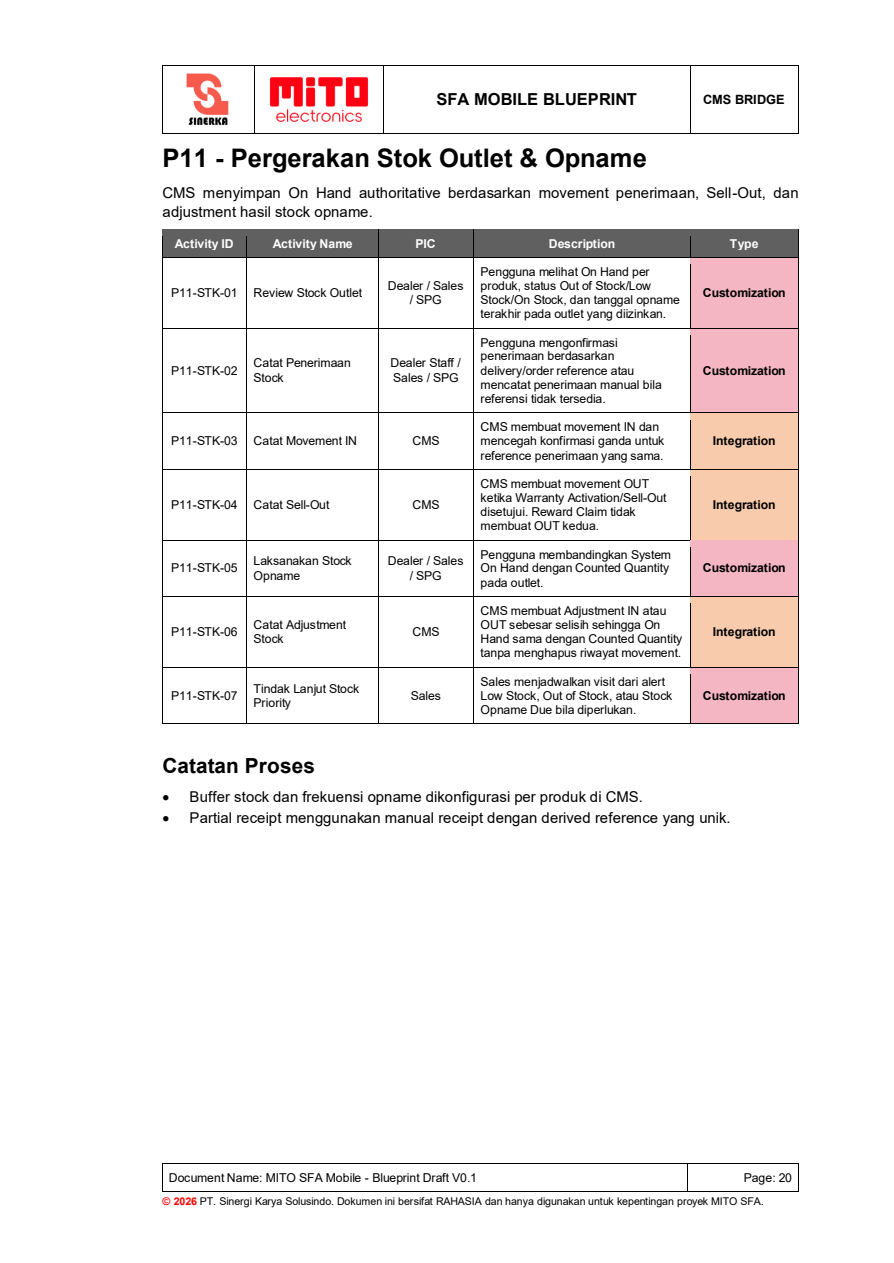 SINERKA
MiTO
electronics
SFA MOBILE BLUEPRINT
CMS BRIDGE
P11 - Pergerakan Stok Outlet & Opname
CMS menyimpan On Hand authoritative berdasarkan movement penerimaan, Sell-Out, dan
adjustment hasil stock opname.
Activity ID Activity Name PIC Description Type
P11-STK-01 Review Stock Outlet
Dealer / Sales
/ SPG
Pengguna melihat On Hand per
produk, status Out of Stock/Low
Stock/On Stock, dan tanggal opname
terakhir pada outlet yang diizinkan.
Customization
P11-STK-02
Catat Penerimaan
Stock
Dealer Staff /
Sales / SPG
Pengguna mengonfirmasi
penerimaan berdasarkan
delivery/order reference atau
mencatat penerimaan manual bila
referensi tidak tersedia.
Customization
P11-STK-03 Catat Movement IN CMS
CMS membuat movement IN dan
mencegah konfirmasi ganda untuk
reference penerimaan yang sama.
Integration
P11-STK-04 Catat Sell-Out CMS
CMS membuat movement OUT
ketika Warranty Activation/Sell-Out
disetujui. Reward Claim tidak
membuat OUT kedua.
Integration
P11-STK-05
Laksanakan Stock
Opname
Dealer / Sales
/ SPG
Pengguna membandingkan System
On Hand dengan Counted Quantity
pada outlet.
Customization
P11-STK-06
Catat Adjustment
Stock
CMS
CMS membuat Adjustment IN atau
OUT sebesar selisih sehingga On
Hand sama dengan Counted Quantity
tanpa menghapus riwayat movement.
Integration
P11-STK-07
Tindak Lanjut Stock
Priority
Sales
Sales menjadwalkan visit dari alert
Low Stock, Out of Stock, atau Stock
Opname Due bila diperlukan.
Customization
Catatan Proses
• Buffer stock dan frekuensi opname dikonfigurasi per produk di CMS.
• Partial receipt menggunakan manual receipt dengan derived reference yang unik.
Document Name: MITO SFA Mobile - Blueprint Draft V0.1 Page: 20
© 2026 PT. Sinergi Karya Solusindo. Dokumen ini bersifat RAHASIA dan hanya digunakan untuk kepentingan proyek MITO SFA.